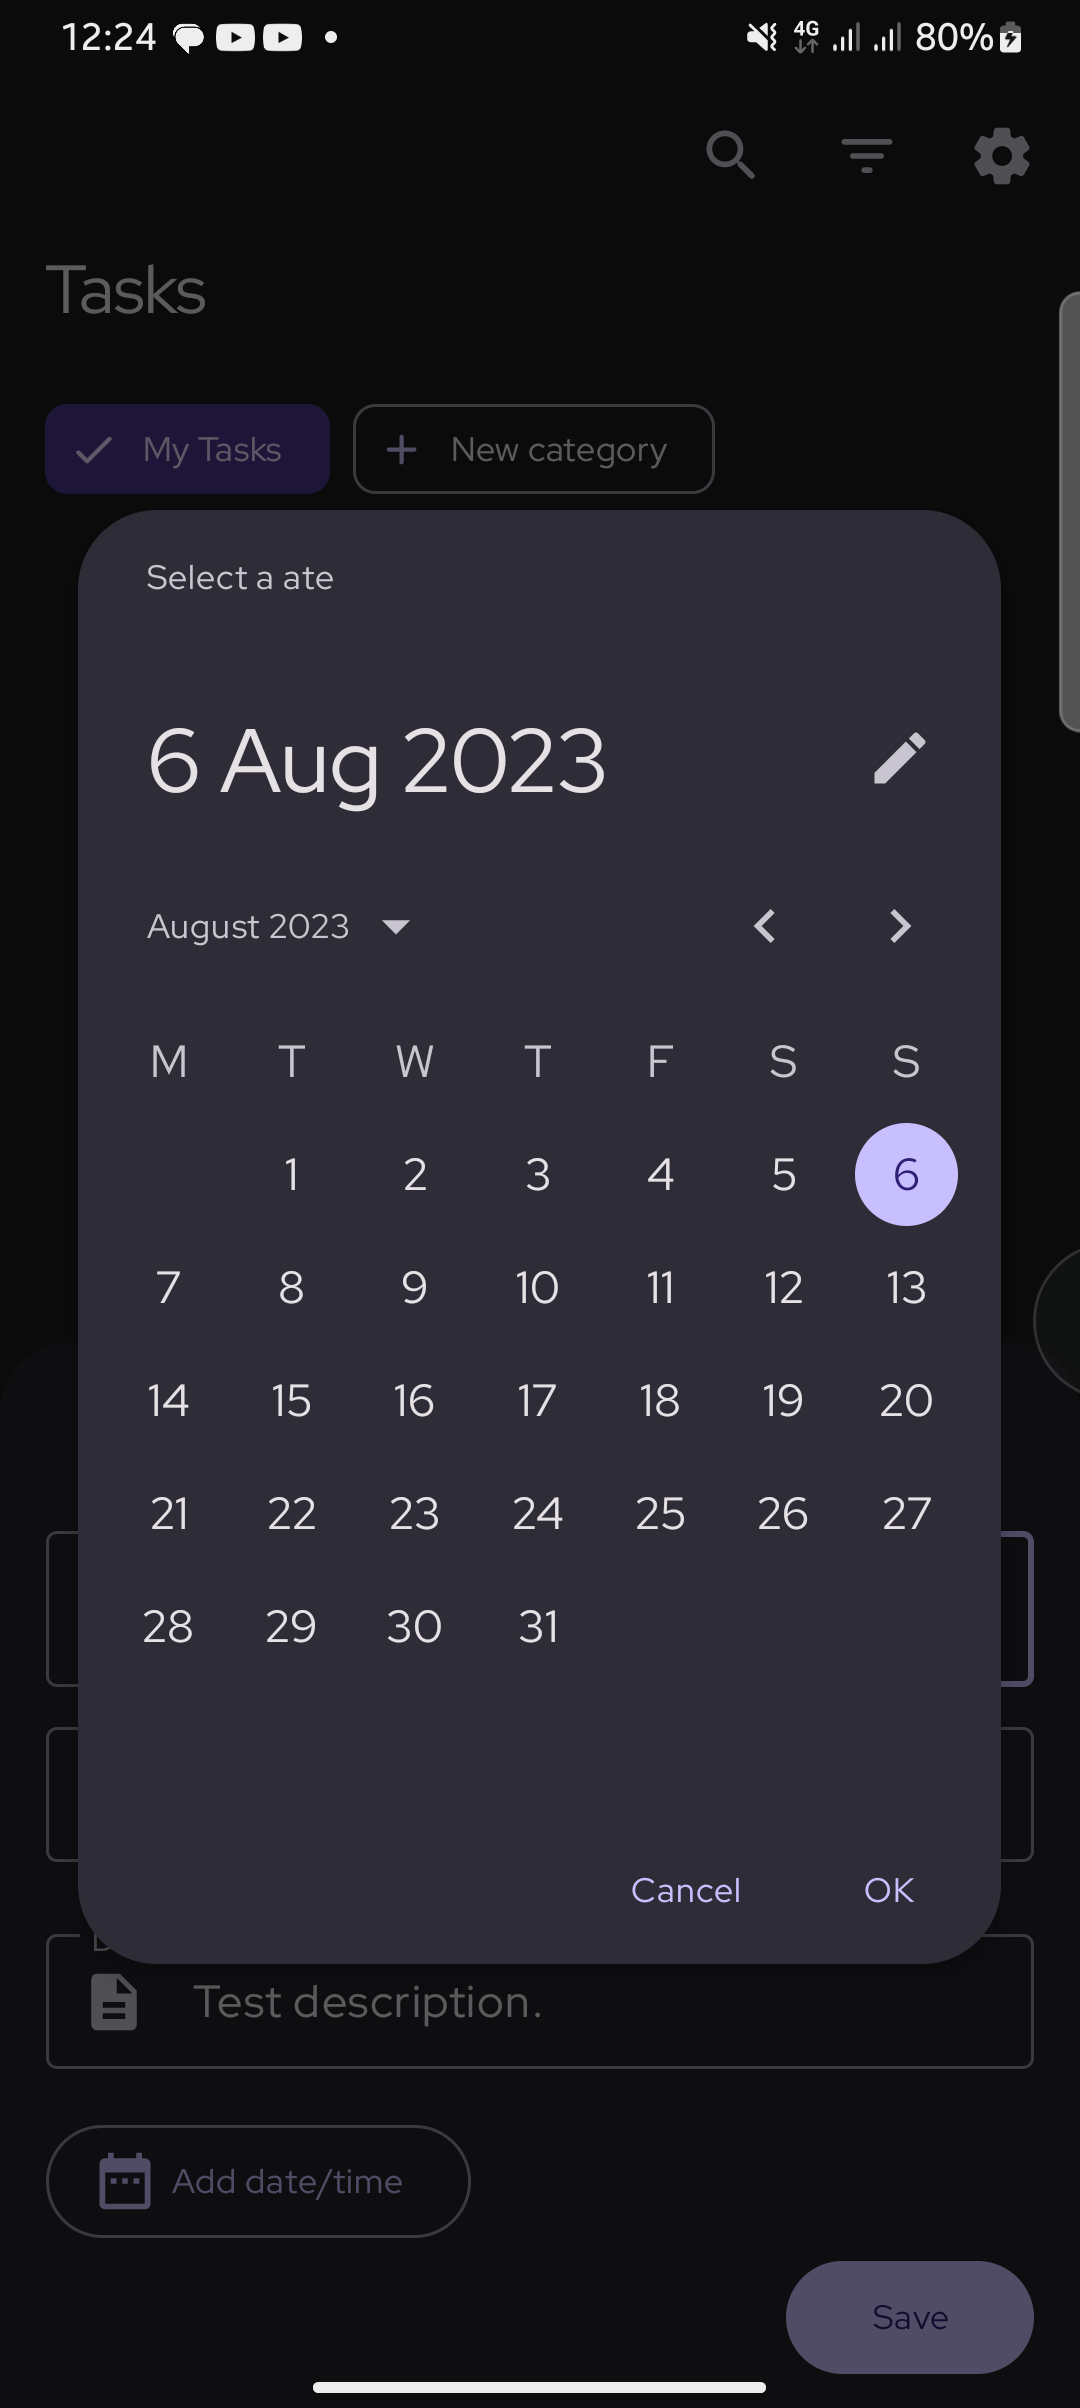 12:24 4G 80%
Tasks
My Tasks New category
Select a ate
6 Aug 2023
August 2023
M T W T F S S
1 2 3 4 5 6
7 8 9 10 11 12 13
14 15 16 17 18 19 20
21 22 23 24 25 26 27
28 29 30 31
Cancel OK
Test description.
Add date/time
Save